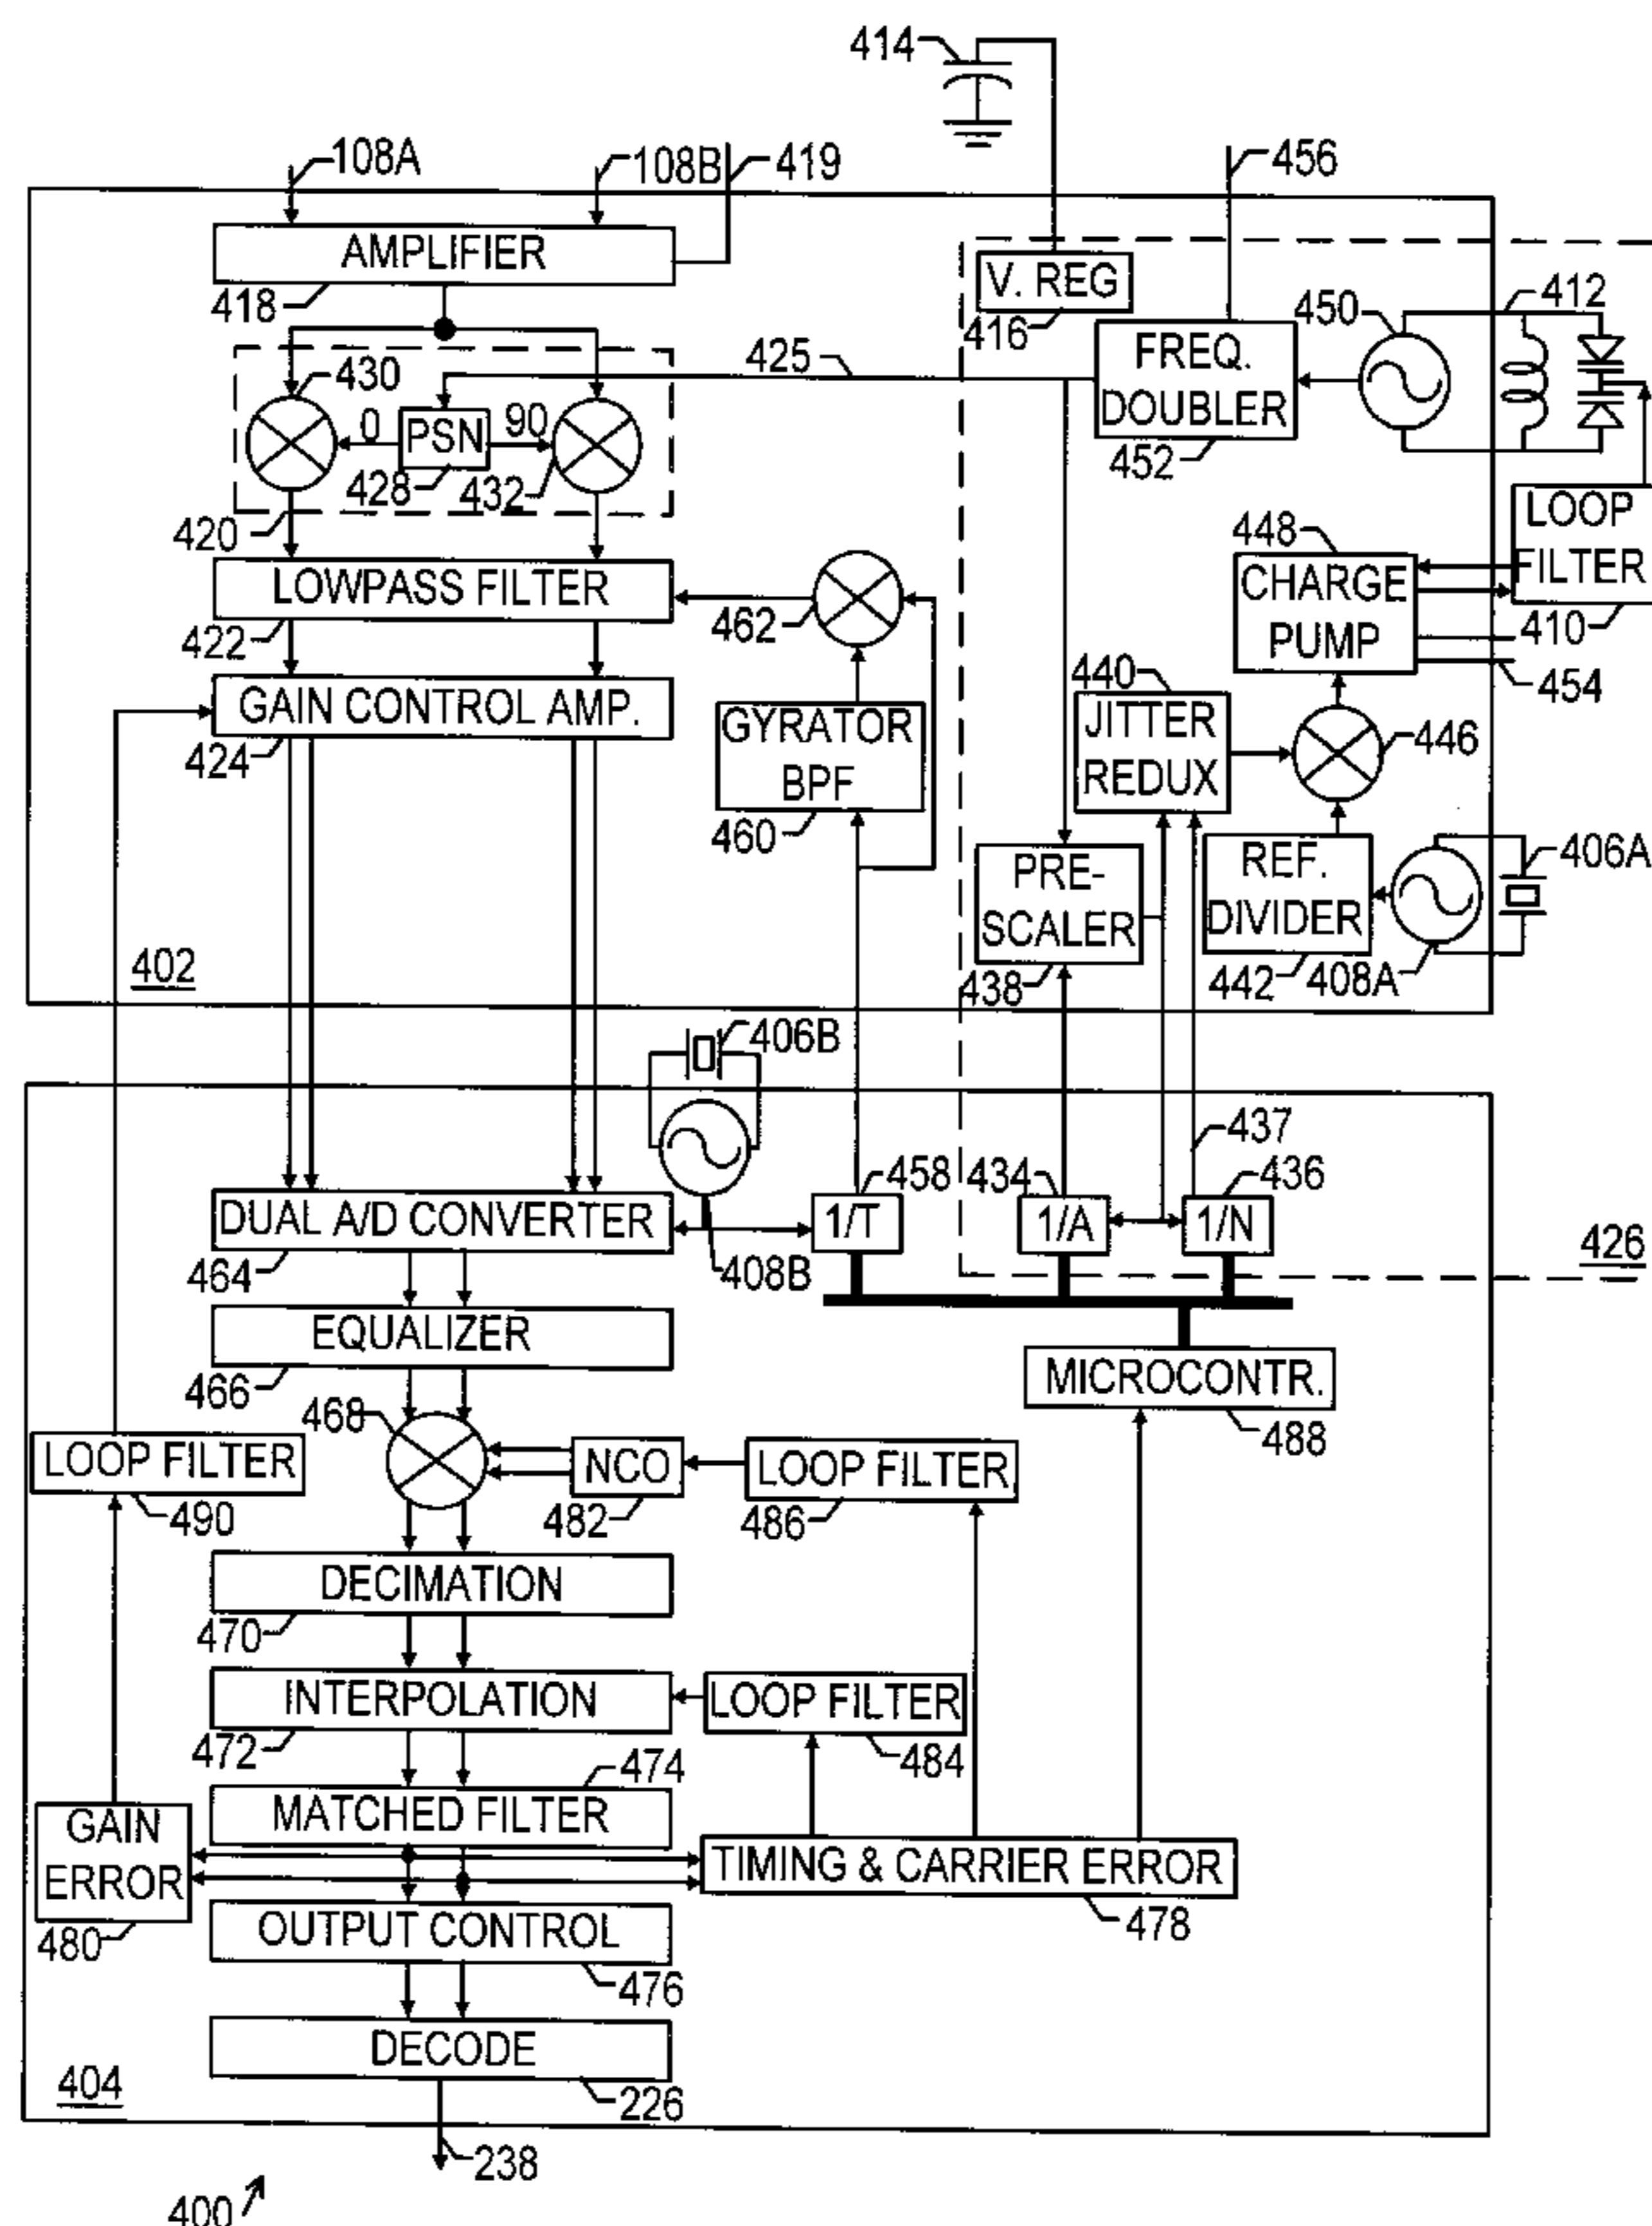 414
108A
108B
419
456
AMPLIFIER
418
V. REG
416
412
450
FREQ.
DOUBLER
452
425
430
0
PSN
90
428
432
420
LOOP
FILTER
410
448
CHARGE
PUMP
454
LOWPASS FILTER
422
462
GAIN CONTROL AMP.
424
GYRATOR
BPF
460
440
JITTER
REDUX
446
PRE-
SCALER
438
REF.
DIVIDER
442
408A
406A
402
406B
437
458
434
436
DUAL A/D CONVERTER
464
408B
1/T
1/A
1/N
426
EQUALIZER
466
MICROCONTR.
488
468
LOOP FILTER
490
NCO
482
LOOP FILTER
486
DECIMATION
470
INTERPOLATION
472
LOOP FILTER
484
474
MATCHED FILTER
GAIN
ERROR
480
TIMING & CARRIER ERROR
478
OUTPUT CONTROL
476
DECODE
226
404
238
400